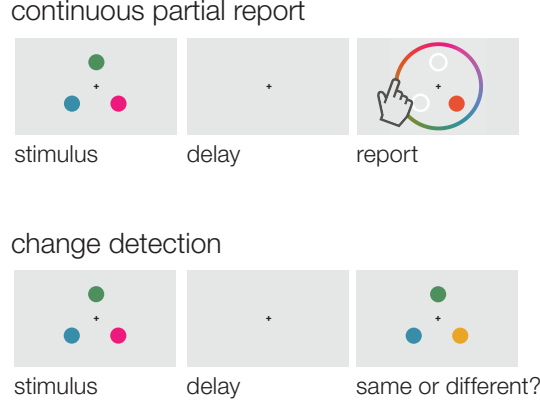 continuous partial report
stimulus delay report
change detection
stimulus delay same or different?